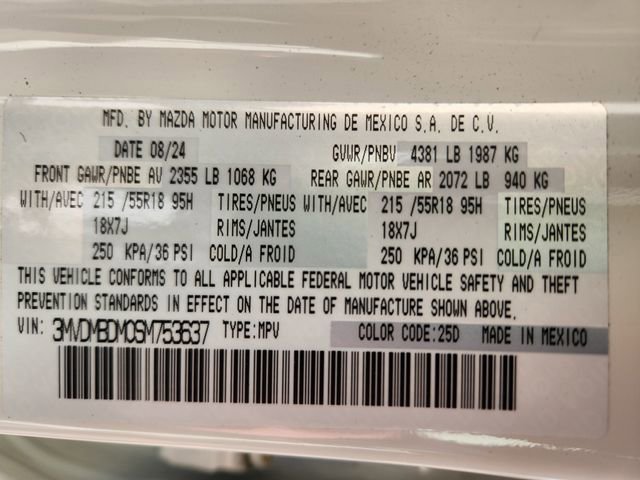 MFD. BY MAZDA MOTOR MANUFACTURING DE MEXICO S.A. DE C.V.
DATE 08/24 GVWR/PNBV 4381 LB 1987 KG
FRONT GAWR/PNBE AV 2355 LB 1068 KG REAR GAWR/PNBE AR 2072 LB 940 KG
WITH/AVEC 215 /55R18 95H TIRES/PNEUS WITH/AVEC 215 /55R18 95H TIRES/PNEUS
18X7J RIMS/JANTES 18X7J RIMS/JANTES
250 KPA/36 PSI COLD/A FROID 250 KPA/36 PSI COLD/A FROID
THIS VEHICLE CONFORMS TO ALL APPLICABLE FEDERAL MOTOR VEHICLE SAFETY AND THEFT
PREVENTION STANDARDS IN EFFECT ON THE DATE OF MANUFACTURE SHOWN ABOVE.
VIN: 3MVDMBDM0SM753637 TYPE:MPV COLOR CODE:25D MADE IN MEXICO